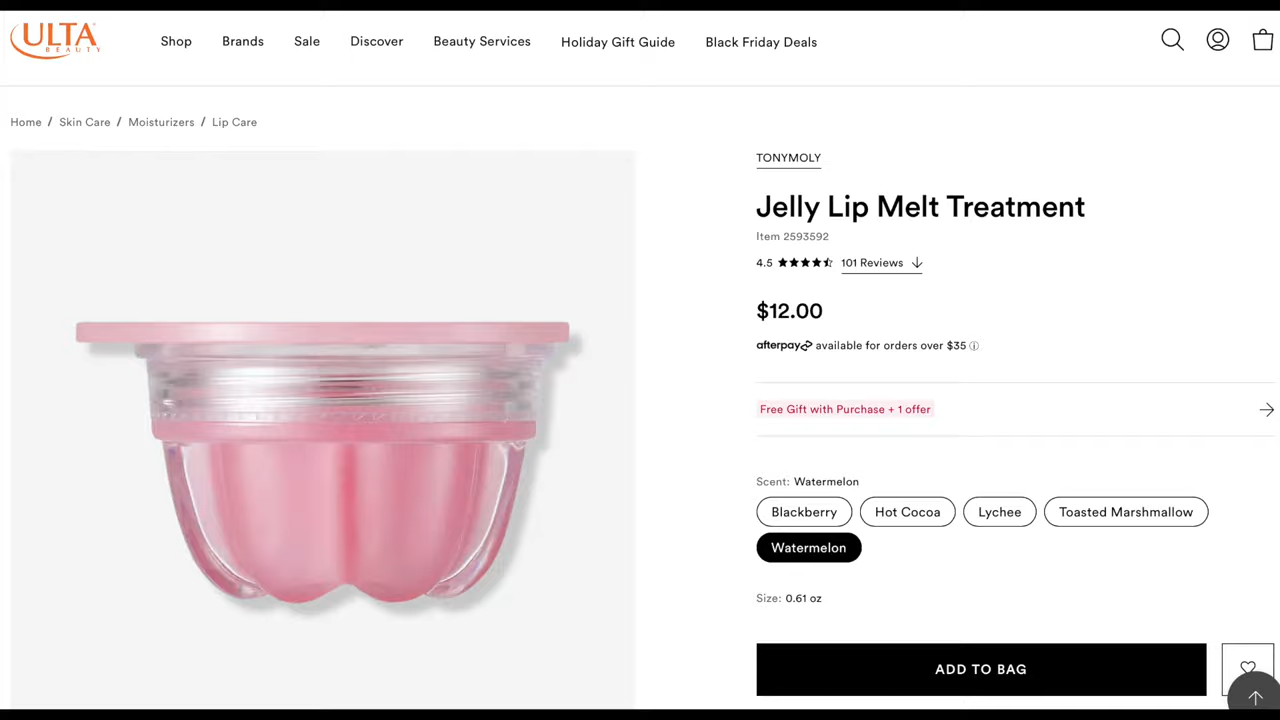 ULTA
BEAUTY
Shop Brands Sale Discover Beauty Services Holiday Gift Guide Black Friday Deals
Home / Skin Care / Moisturizers / Lip Care
TONYMOLY
Jelly Lip Melt Treatment
Item 2593592
4.5 101 Reviews
$12.00
afterpay available for orders over $35
Free Gift with Purchase + 1 offer
Scent: Watermelon
Blackberry Hot Cocoa Lychee Toasted Marshmallow
Watermelon
Size: 0.61 oz
ADD TO BAG